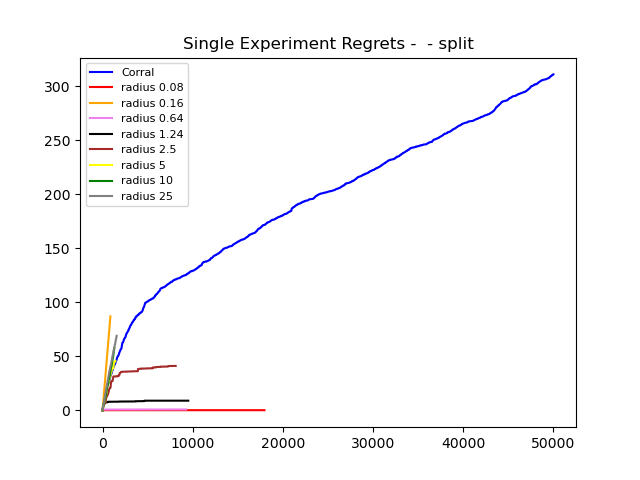 Single Experiment Regrets -  - split
Corral
radius 0.08
radius 0.16
radius 0.64
radius 1.24
radius 2.5
radius 5
radius 10
radius 25
300
250
200
150
100
50
0
0 10000 20000 30000 40000 50000